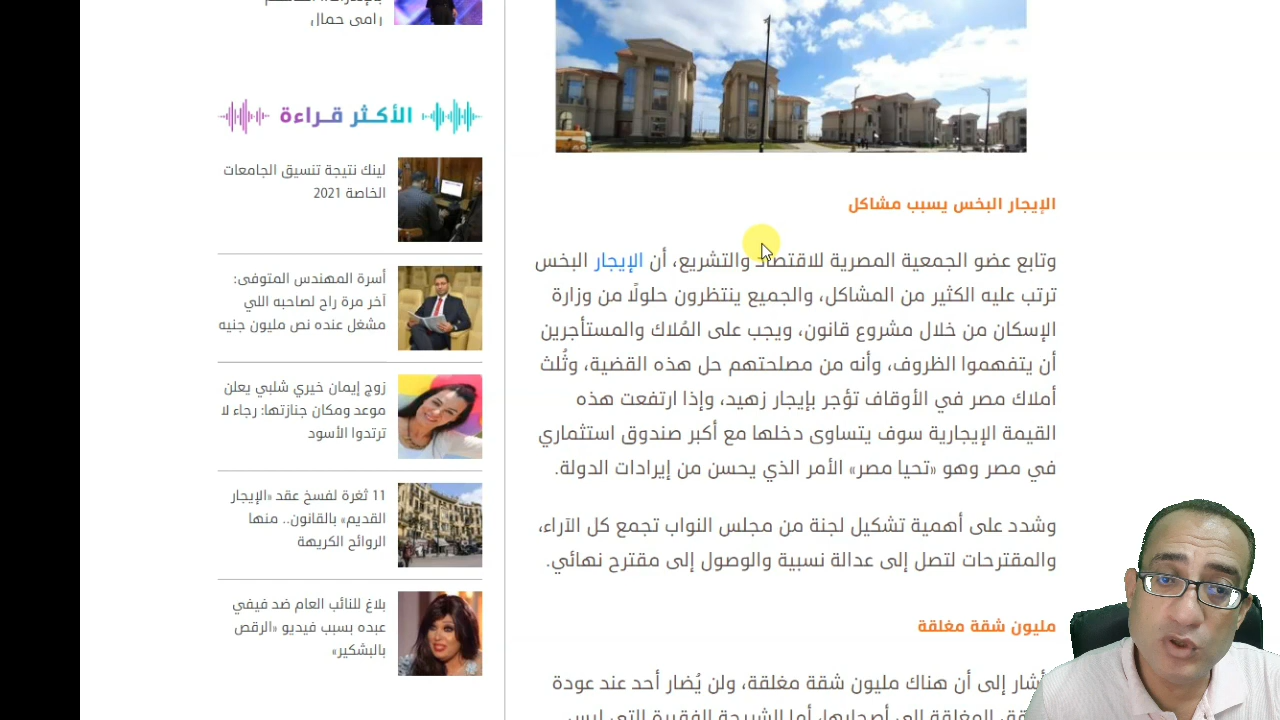 الإيجار البخس يسبب مشاكل
وتابع عضو الجمعية المصرية للاقتصاد والتشريع، أن الإيجار البخس
ترتب عليه الكثير من المشاكل، والجميع ينتظرون حلولًا من وزارة
الإسكان من خلال مشروع قانون، ويجب على المُلاك والمستأجرين
أن يتفهموا الظروف، وأنه من مصلحتهم حل هذه القضية، وثُلث
أملاك مصر في الأوقاف تؤجر بإيجار زهيد، وإذا ارتفعت هذه
القيمة الإيجارية سوف يتساوى دخلها مع أكبر صندوق استثماري
في مصر وهو «تحيا مصر» الأمر الذي يحسن من إيرادات الدولة.
وشدد على أهمية تشكيل لجنة من مجلس النواب تجمع كل الآراء،
والمقترحات لتصل إلى عدالة نسبية والوصول إلى مقترح نهائي.
مليون شقة مغلقة
أشار إلى أن هناك مليون شقة مغلقة، ولن يُضار أحد عند عودة
رامي جمال
الأكثر قراءة
لينك نتيجة تنسيق الجامعات
الخاصة 2021
أسرة المهندس المتوفى:
آخر مرة راح لصاحبه اللي
مشغل عنده نص مليون جنيه
زوج إيمان خيري شلبي يعلن
موعد ومكان جنازتها: رجاء لا
ترتدوا الأسود
11 ثغرة لفسخ عقد «الإيجار
القديم» بالقانون.. منها
الروائح الكريهة
بلاغ للنائب العام ضد فيفي
عبده بسبب فيديو «الرقص
بالبشكير»